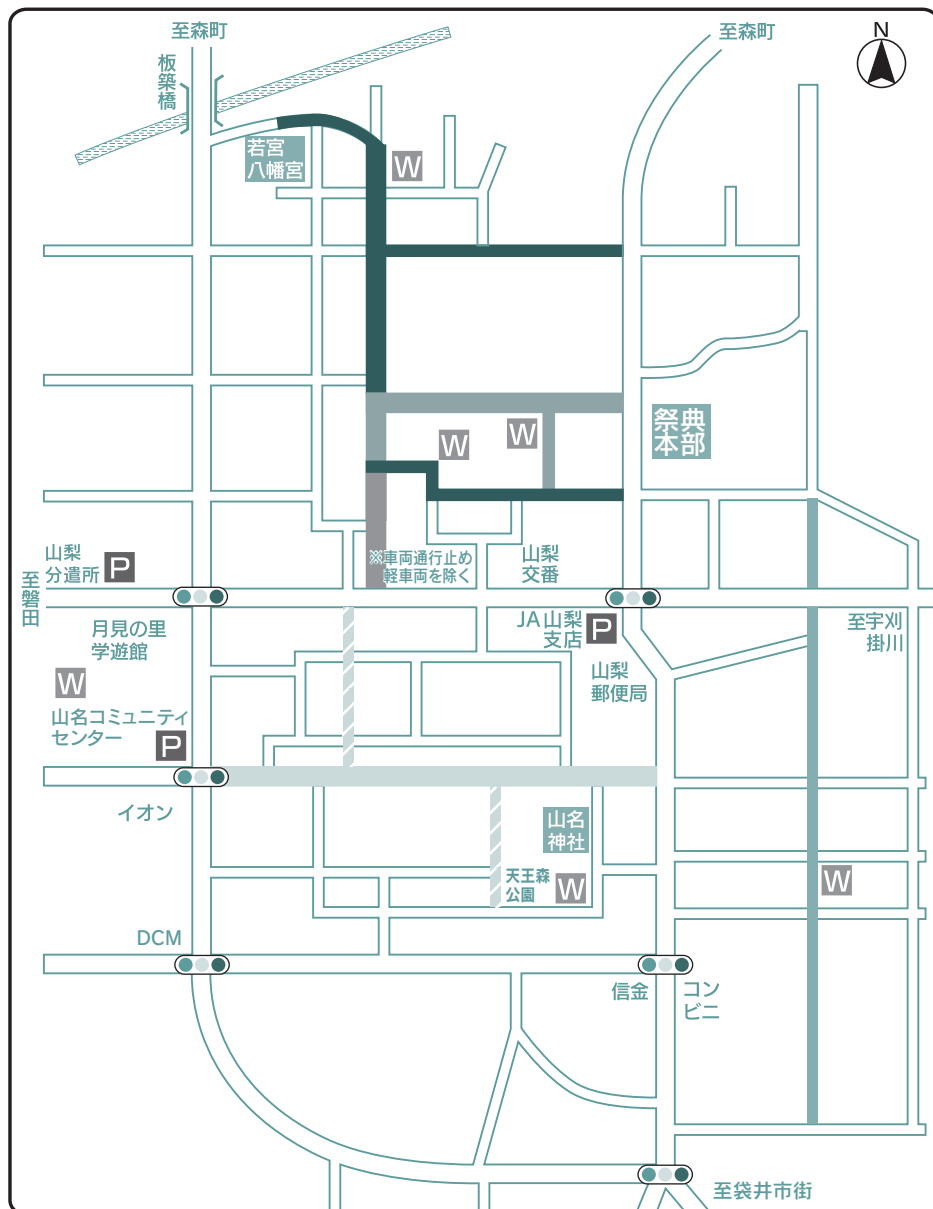 至森町
至森町
N
板築橋
若宮
八幡宮
W
祭典
本部
W
W
山梨
分遣所
P
至磐田
※車両通行止め
軽車両を除く
山梨
交番
JA山梨
支店
P
至宇刈
掛川
月見の里
学遊館
W
山梨
郵便局
山名コミュニティ
センター
P
イオン
山名
神社
天王森
公園
W
W
DCM
信金
コン
ビニ
至袋井市街